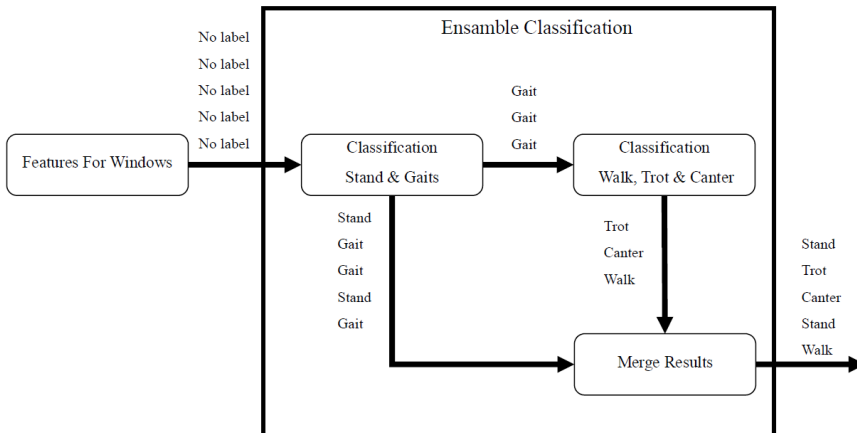 Ensamble Classification
No label
No label
No label
No label
No label
Features For Windows
Classification
Stand & Gaits
Gait
Gait
Gait
Classification
Walk, Trot & Canter
Stand
Gait
Gait
Stand
Gait
Trot
Canter
Walk
Merge Results
Stand
Trot
Canter
Stand
Walk